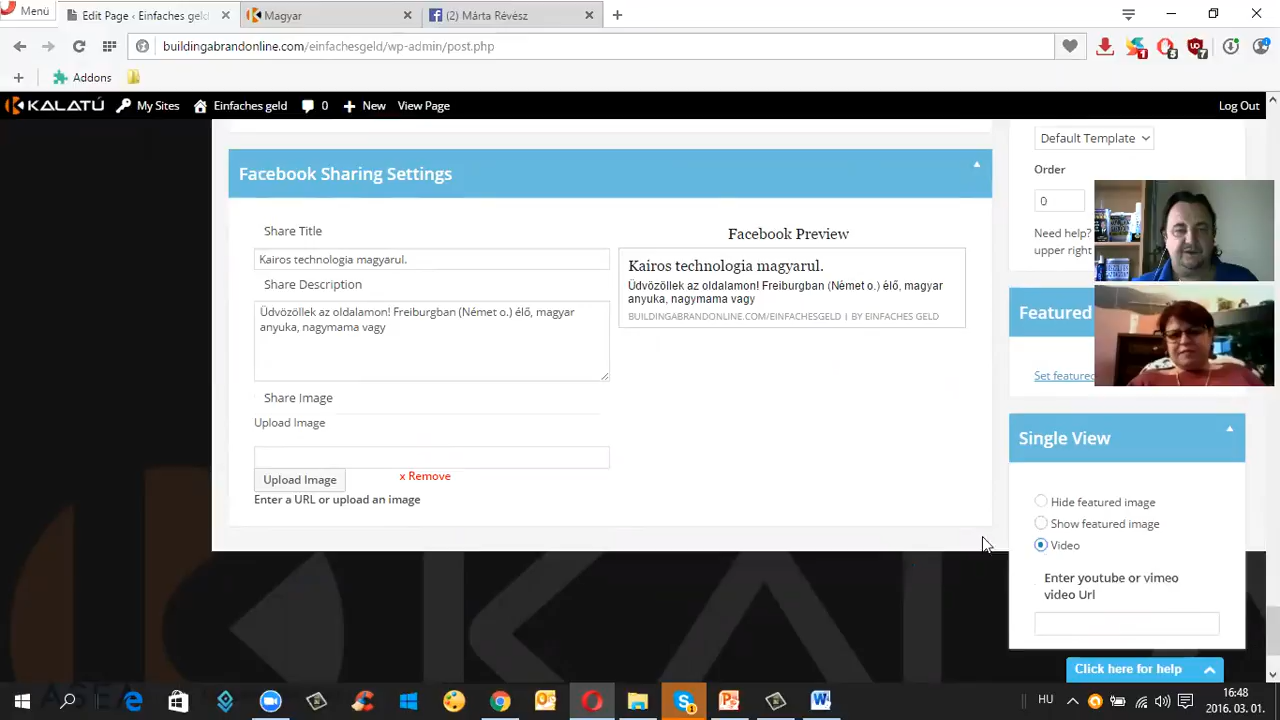 Menü
Edit Page ‹ Einfaches geld
Magyar
(2) Márta Révész
buildingabrandonline.com/einfachesgeld/wp-admin/post.php
1
8
7
Addons
KALATÚ
My Sites
Einfaches geld
0
New
View Page
Log Out
Default Template
Order
0
Need help?
upper right
Facebook Sharing Settings
Share Title
Kairos technologia magyarul.
Share Description
Üdvözöllek az oldalamon! Freiburgban (Német o.) élő, magyar
anyuka, nagymama vagy
Share Image
Upload Image
Upload Image
x Remove
Enter a URL or upload an image
Facebook Preview
Kairos technologia magyarul.
Üdvözöllek az oldalamon! Freiburgban (Német o.) élő, magyar
anyuka, nagymama vagy
BUILDINGABRANDONLINE.COM/EINFACHESGELD | BY EINFACHES GELD
Featured
Set featured
Single View
Hide featured image
Show featured image
Video
Enter youtube or vimeo
video Url
Click here for help
HU
16:48
2016. 03. 01.